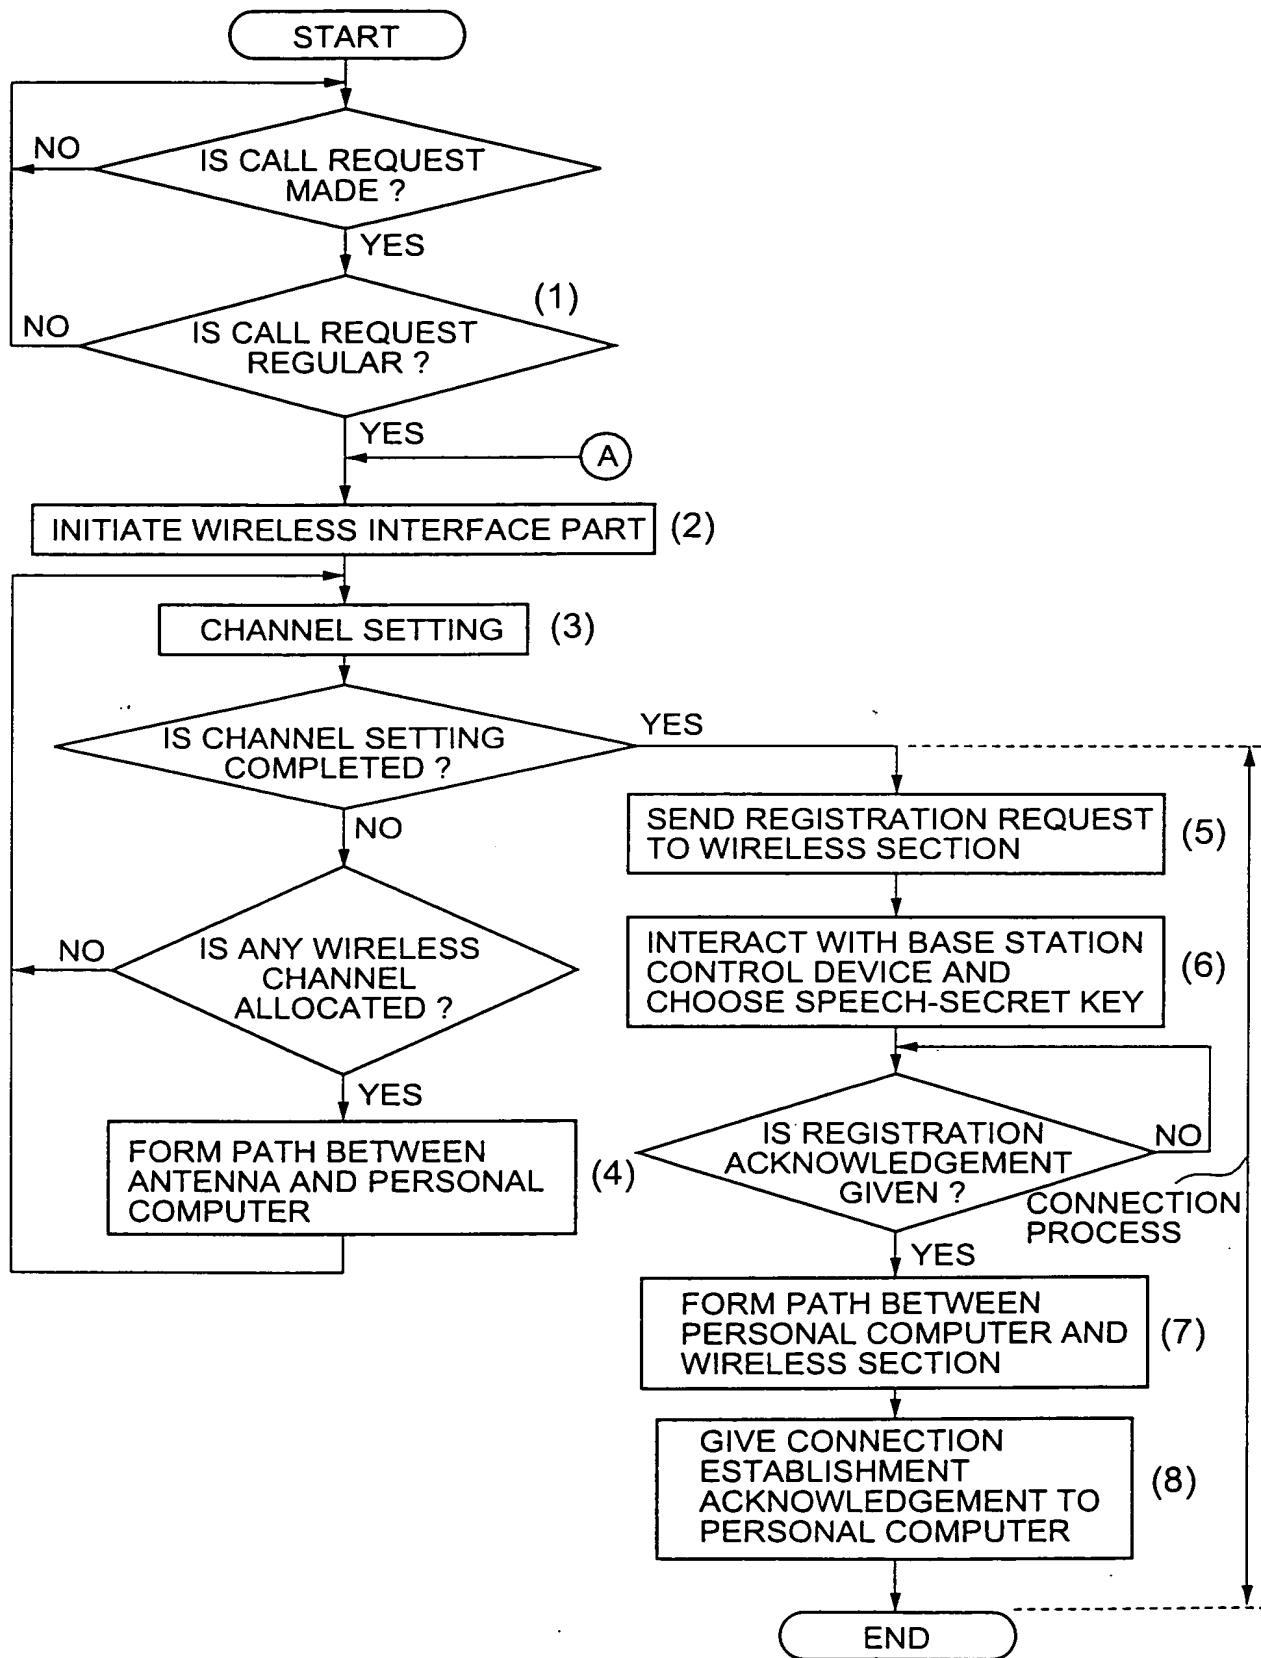 START
NO
IS CALL REQUEST
MADE ?
YES
(1)
NO
IS CALL REQUEST
REGULAR ?
YES
A
INITIATE WIRELESS INTERFACE PART
(2)
CHANNEL SETTING
(3)
IS CHANNEL SETTING
COMPLETED ?
YES
NO
SEND REGISTRATION REQUEST
TO WIRELESS SECTION
(5)
NO
IS ANY WIRELESS
CHANNEL
ALLOCATED ?
INTERACT WITH BASE STATION
CONTROL DEVICE AND
CHOOSE SPEECH-SECRET KEY
(6)
YES
FORM PATH BETWEEN
ANTENNA AND PERSONAL
COMPUTER
(4)
IS REGISTRATION
ACKNOWLEDGEMENT
GIVEN ?
NO
CONNECTION
PROCESS
YES
FORM PATH BETWEEN
PERSONAL COMPUTER AND
WIRELESS SECTION
(7)
GIVE CONNECTION
ESTABLISHMENT
ACKNOWLEDGEMENT TO
PERSONAL COMPUTER
(8)
END